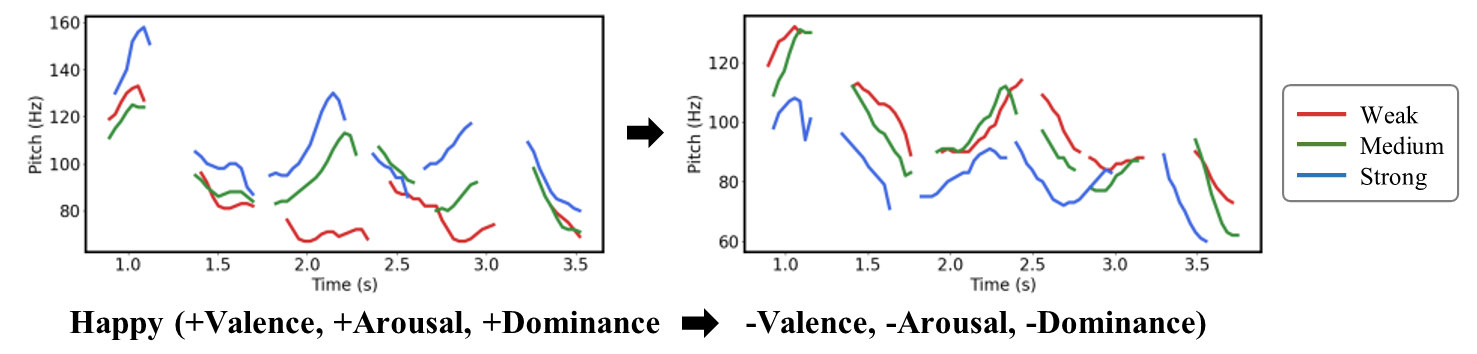 160
140
120
100
80
Pitch (Hz)
1.0 1.5 2.0 2.5 3.0 3.5
Time (s)
120
100
80
60
Pitch (Hz)
1.0 1.5 2.0 2.5 3.0 3.5
Time (s)
Weak
Medium
Strong
Happy (+Valence, +Arousal, +Dominance → -Valence, -Arousal, -Dominance)